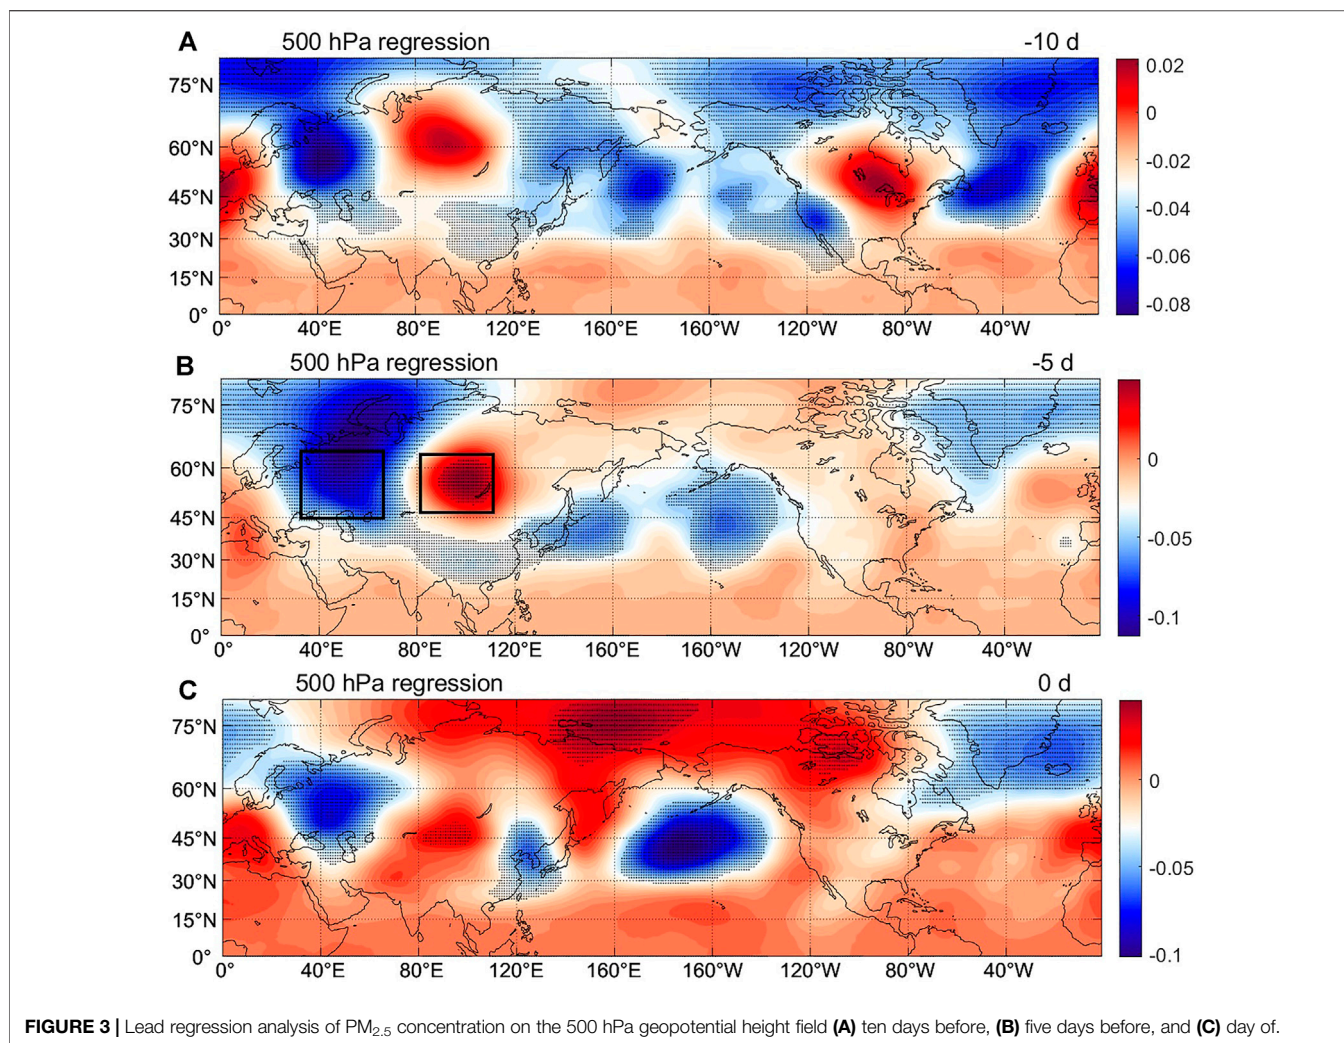 A 500 hPa regression -10 d
75°N
60°N
45°N
30°N
15°N
0°
0° 40°E 80°E 120°E 160°E 160°W 120°W 80°W 40°W
0.02
0
-0.02
-0.04
-0.06
-0.08
B 500 hPa regression -5 d
75°N
60°N
45°N
30°N
15°N
0°
0° 40°E 80°E 120°E 160°E 160°W 120°W 80°W 40°W
0
-0.05
-0.1
C 500 hPa regression 0 d
75°N
60°N
45°N
30°N
15°N
0°
0° 40°E 80°E 120°E 160°E 160°W 120°W 80°W 40°W
0
-0.05
-0.1
FIGURE 3 | Lead regression analysis of PM2.5 concentration on the 500 hPa geopotential height field (A) ten days before, (B) five days before, and (C) day of.